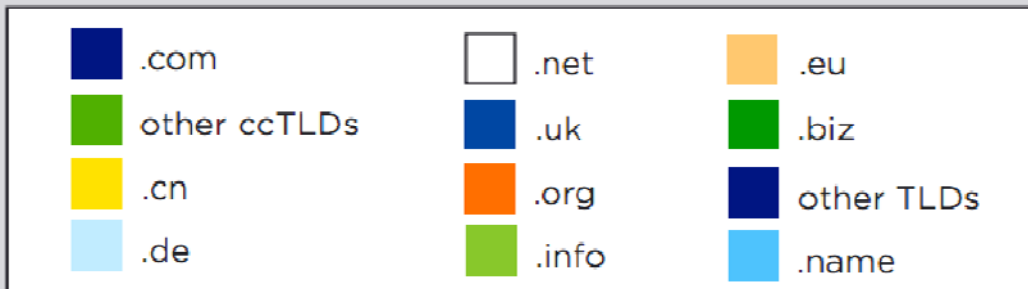 .com
other ccTLDs
.cn
.de
.net
.uk
.org
.info
.eu
.biz
other TLDs
.name